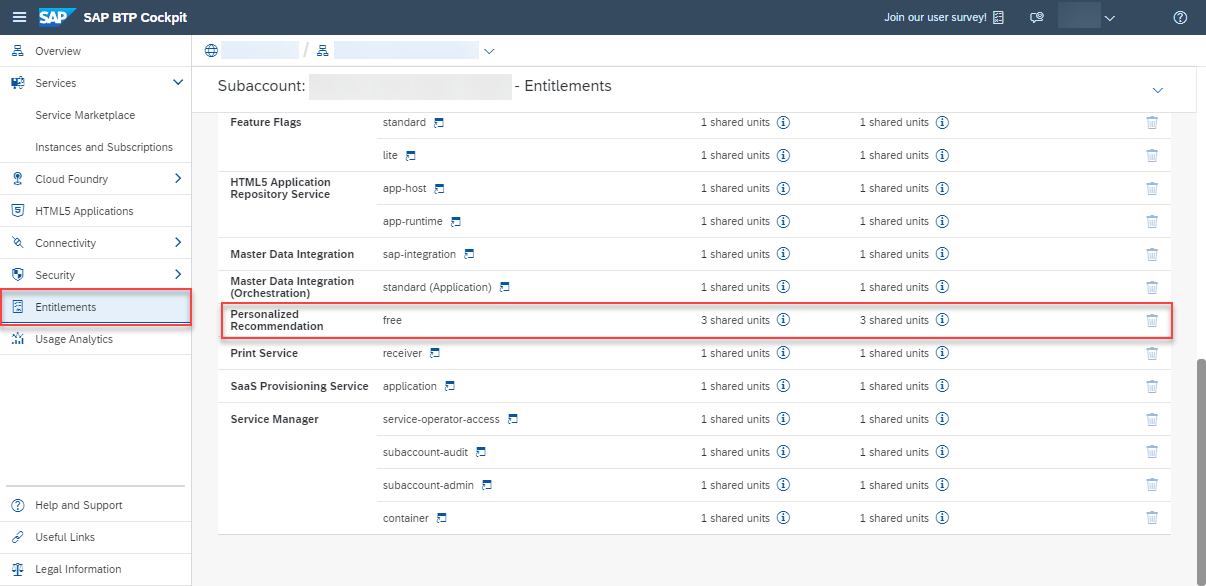 SAP SAP BTP Cockpit
Join our user survey!
Overview
Services
Service Marketplace
Instances and Subscriptions
Cloud Foundry
HTML5 Applications
Connectivity
Security
Entitlements
Usage Analytics
Help and Support
Useful Links
Legal Information
/
Subaccount: - Entitlements
Feature Flags standard 1 shared units 1 shared units
lite 1 shared units 1 shared units
HTML5 Application
Repository Service
app-host 1 shared units 1 shared units
app-runtime 1 shared units 1 shared units
Master Data Integration sap-integration 1 shared units 1 shared units
Master Data Integration
(Orchestration)
standard (Application) 1 shared units 1 shared units
Personalized
Recommendation
free 3 shared units 3 shared units
Print Service receiver 1 shared units 1 shared units
SaaS Provisioning Service application 1 shared units 1 shared units
Service Manager service-operator-access 1 shared units 1 shared units
subaccount-audit 1 shared units 1 shared units
subaccount-admin 1 shared units 1 shared units
container 1 shared units 1 shared units